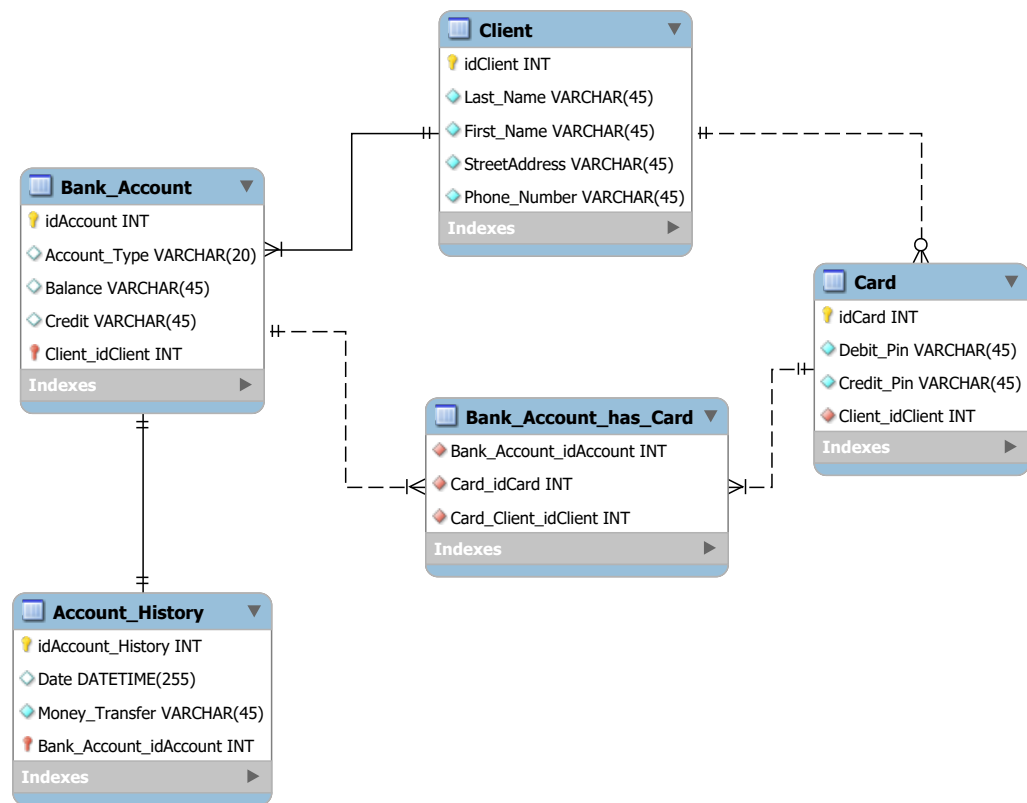 Client
idClient INT
Last_Name VARCHAR(45)
First_Name VARCHAR(45)
StreetAddress VARCHAR(45)
Phone_Number VARCHAR(45)
Indexes
Bank_Account
idAccount INT
Account_Type VARCHAR(20)
Balance VARCHAR(45)
Credit VARCHAR(45)
Client_idClient INT
Indexes
Card
idCard INT
Debit_Pin VARCHAR(45)
Credit_Pin VARCHAR(45)
Client_idClient INT
Indexes
Bank_Account_has_Card
Bank_Account_idAccount INT
Card_idCard INT
Card_Client_idClient INT
Indexes
Account_History
idAccount_History INT
Date DATETIME(255)
Money_Transfer VARCHAR(45)
Bank_Account_idAccount INT
Indexes